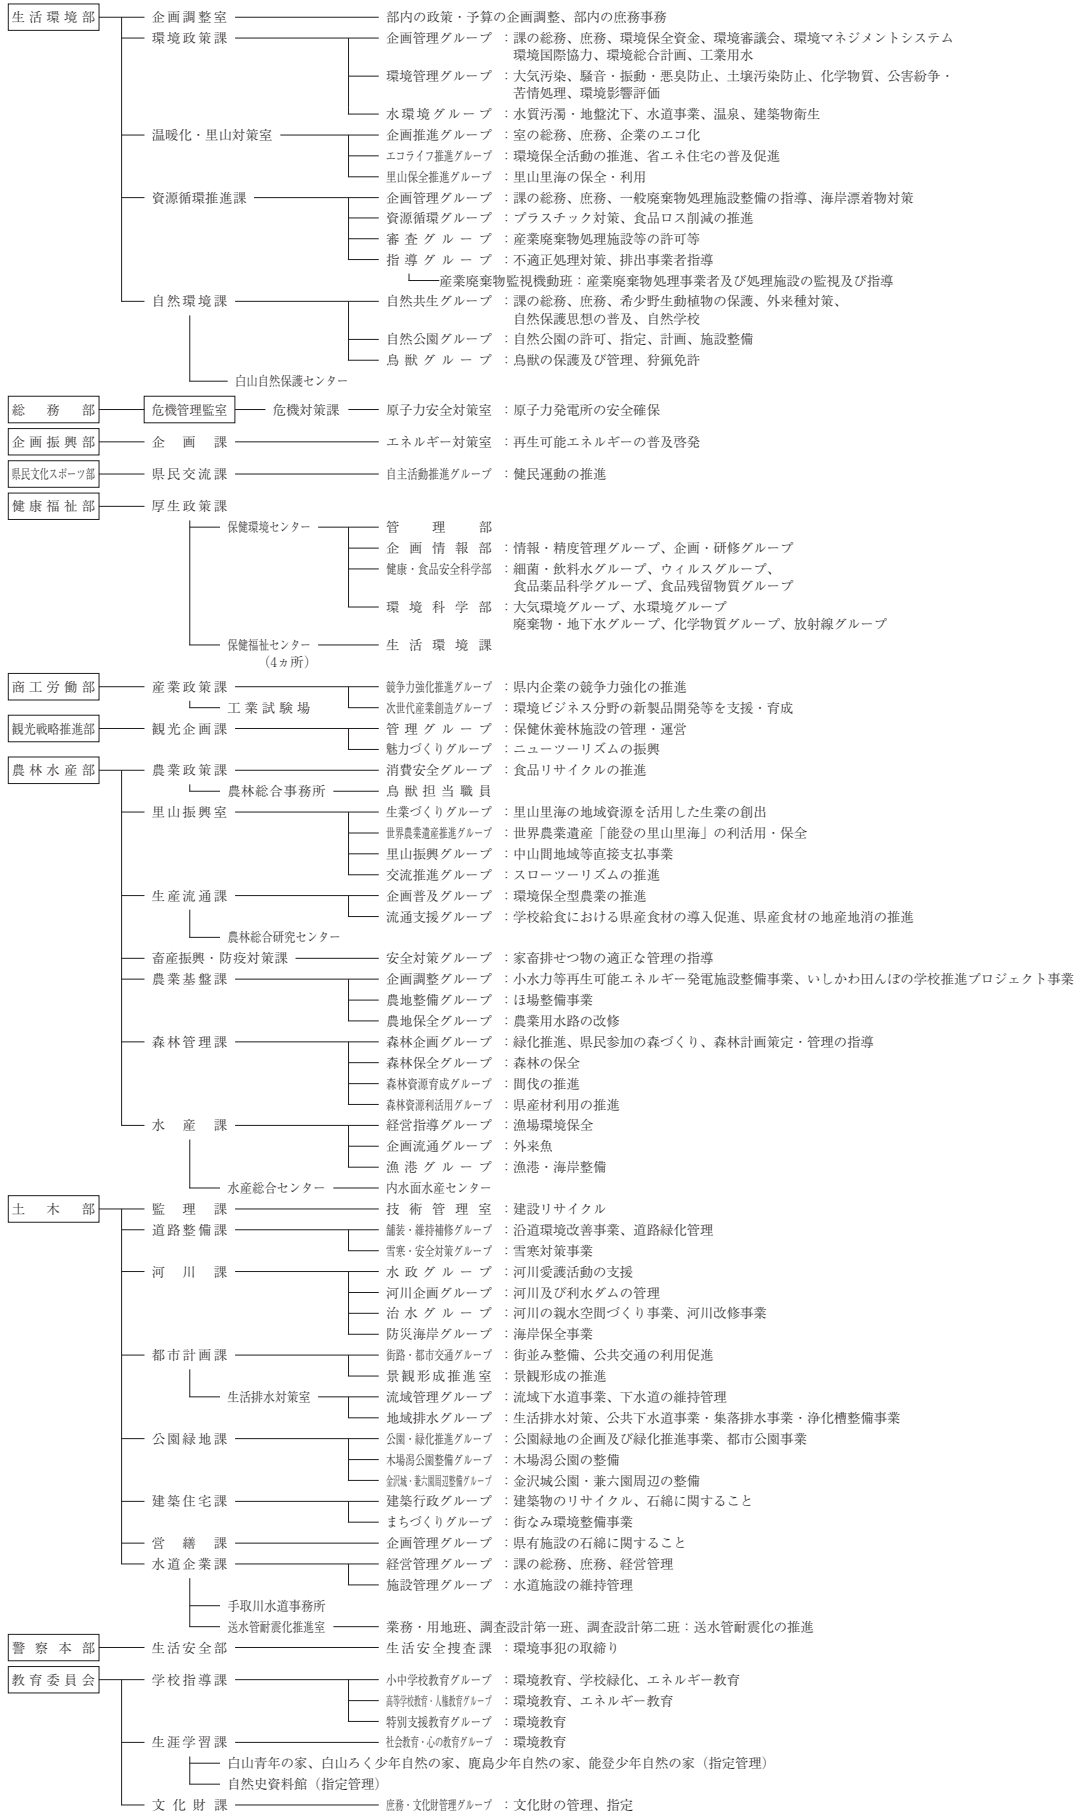 生活環境部 企画調整室 部内の政策・予算の企画調整、部内の庶務事務
環境政策課 企画管理グループ ：課の総務、庶務、環境保全資金、環境審議会、環境マネジメントシステム
環境国際協力、環境総合計画、工業用水
環境管理グループ ：大気汚染、騒音・振動・悪臭防止、土壌汚染防止、化学物質、公害紛争・
苦情処理、環境影響評価
水環境グループ ：水質汚濁・地盤沈下、水道事業、温泉、建築物衛生
温暖化・里山対策室 企画推進グループ ：室の総務、庶務、企業のエコ化
エコライフ推進グループ ：環境保全活動の推進、省エネ住宅の普及促進
里山保全推進グループ ：里山里海の保全・利用
資源循環推進課 企画管理グループ ：課の総務、庶務、一般廃棄物処理施設整備の指導、海岸漂着物対策
資源循環グループ ：プラスチック対策、食品ロス削減の推進
審査グループ ：産業廃棄物処理施設等の許可等
指導グループ ：不適正処理対策、排出事業者指導
産業廃棄物監視機動班：産業廃棄物処理事業者及び処理施設の監視及び指導
自然環境課 自然共生グループ ：課の総務、庶務、希少野生動植物の保護、外来種対策、
自然保護思想の普及、自然学校
自然公園グループ ：自然公園の許可、指定、計画、施設整備
鳥獣グループ ：鳥獣の保護及び管理、狩猟免許
白山自然保護センター
総務部 危機管理監室 危機対策課 原子力安全対策室 ：原子力発電所の安全確保
企画振興部 企画課 エネルギー対策室 ：再生可能エネルギーの普及啓発
県民文化スポーツ部 県民交流課 自主活動推進グループ ：健民運動の推進
健康福祉部 厚生政策課
保健環境センター 管理部
企画情報部 ：情報・精度管理グループ、企画・研修グループ
健康・食品安全科学部 ：細菌・飲料水グループ、ウィルスグループ、
食品薬品科学グループ、食品残留物質グループ
環境科学部 ：大気環境グループ、水環境グループ
廃棄物・地下水グループ、化学物質グループ、放射線グループ
保健福祉センター 生活環境課
（4ヵ所）
商工労働部 産業政策課 競争力強化推進グループ ：県内企業の競争力強化の推進
工業試験場 次世代産業創造グループ ：環境ビジネス分野の新製品開発等を支援・育成
観光戦略推進部 観光企画課 管理グループ ：保健休養林施設の管理・運営
魅力づくりグループ ：ニューツーリズムの振興
農林水産部 農業政策課 消費安全グループ ：食品リサイクルの推進
農林総合事務所 鳥獣担当職員
里山振興室 生業づくりグループ ：里山里海の地域資源を活用した生業の創出
世界農業遺産推進グループ ：世界農業遺産「能登の里山里海」の利活用・保全
里山振興グループ ：中山間地域等直接支払事業
交流推進グループ ：スローツーリズムの推進
生産流通課 企画普及グループ ：環境保全型農業の推進
流通支援グループ ：学校給食における県産食材の導入促進、県産食材の地産地消の推進
農林総合研究センター
畜産振興・防疫対策課 安全対策グループ ：家畜排せつ物の適正な管理の指導
農業基盤課 企画調整グループ ：小水力等再生可能エネルギー発電施設整備事業、いしかわ田んぼの学校推進プロジェクト事業
農地整備グループ ：ほ場整備事業
農地保全グループ ：農業用水路の改修
森林管理課 森林企画グループ ：緑化推進、県民参加の森づくり、森林計画策定・管理の指導
森林保全グループ ：森林の保全
森林資源育成グループ ：間伐の推進
森林資源利活用グループ ：県産材利用の推進
水産課 経営指導グループ ：漁場環境保全
企画流通グループ ：外来魚
漁港グループ ：漁港・海岸整備
水産総合センター 内水面水産センター
土木部 監理課 技術管理室 ：建設リサイクル
道路整備課 舗装・維持補修グループ ：沿道環境改善事業、道路緑化管理
雪寒・安全対策グループ ：雪寒対策事業
河川課 水政グループ ：河川愛護活動の支援
河川企画グループ ：河川及び利水ダムの管理
治水グループ ：河川の親水空間づくり事業、河川改修事業
防災海岸グループ ：海岸保全事業
都市計画課 街路・都市交通グループ ：街並み整備、公共交通の利用促進
景観形成推進室 ：景観形成の推進
生活排水対策室 流域管理グループ ：流域下水道事業、下水道の維持管理
地域排水グループ ：生活排水対策、公共下水道事業・集落排水事業・浄化槽整備事業
公園緑地課 公園・緑化推進グループ ：公園緑地の企画及び緑化推進事業、都市公園事業
木場潟公園整備グループ ：木場潟公園の整備
金沢城・兼六園周辺整備グループ ：金沢城公園・兼六園周辺の整備
建築住宅課 建築行政グループ ：建築物のリサイクル、石綿に関すること
まちづくりグループ ：街なみ環境整備事業
営繕課 企画管理グループ ：県有施設の石綿に関すること
水道企業課 経営管理グループ ：課の総務、庶務、経営管理
施設管理グループ ：水道施設の維持管理
手取川水道事務所
送水管耐震化推進室 業務・用地班、調査設計第一班、調査設計第二班：送水管耐震化の推進
警察本部 生活安全部 生活安全捜査課 ：環境事犯の取締り
教育委員会 学校指導課 小中学校教育グループ ：環境教育、学校緑化、エネルギー教育
高等学校教育・人権教育グループ ：環境教育、エネルギー教育
特別支援教育グループ ：環境教育
生涯学習課 社会教育・心の教育グループ ：環境教育
白山青年の家、白山ろく少年自然の家、鹿島少年自然の家、能登少年自然の家（指定管理）
自然史資料館（指定管理）
文化財課 庶務・文化財管理グループ ：文化財の管理、指定